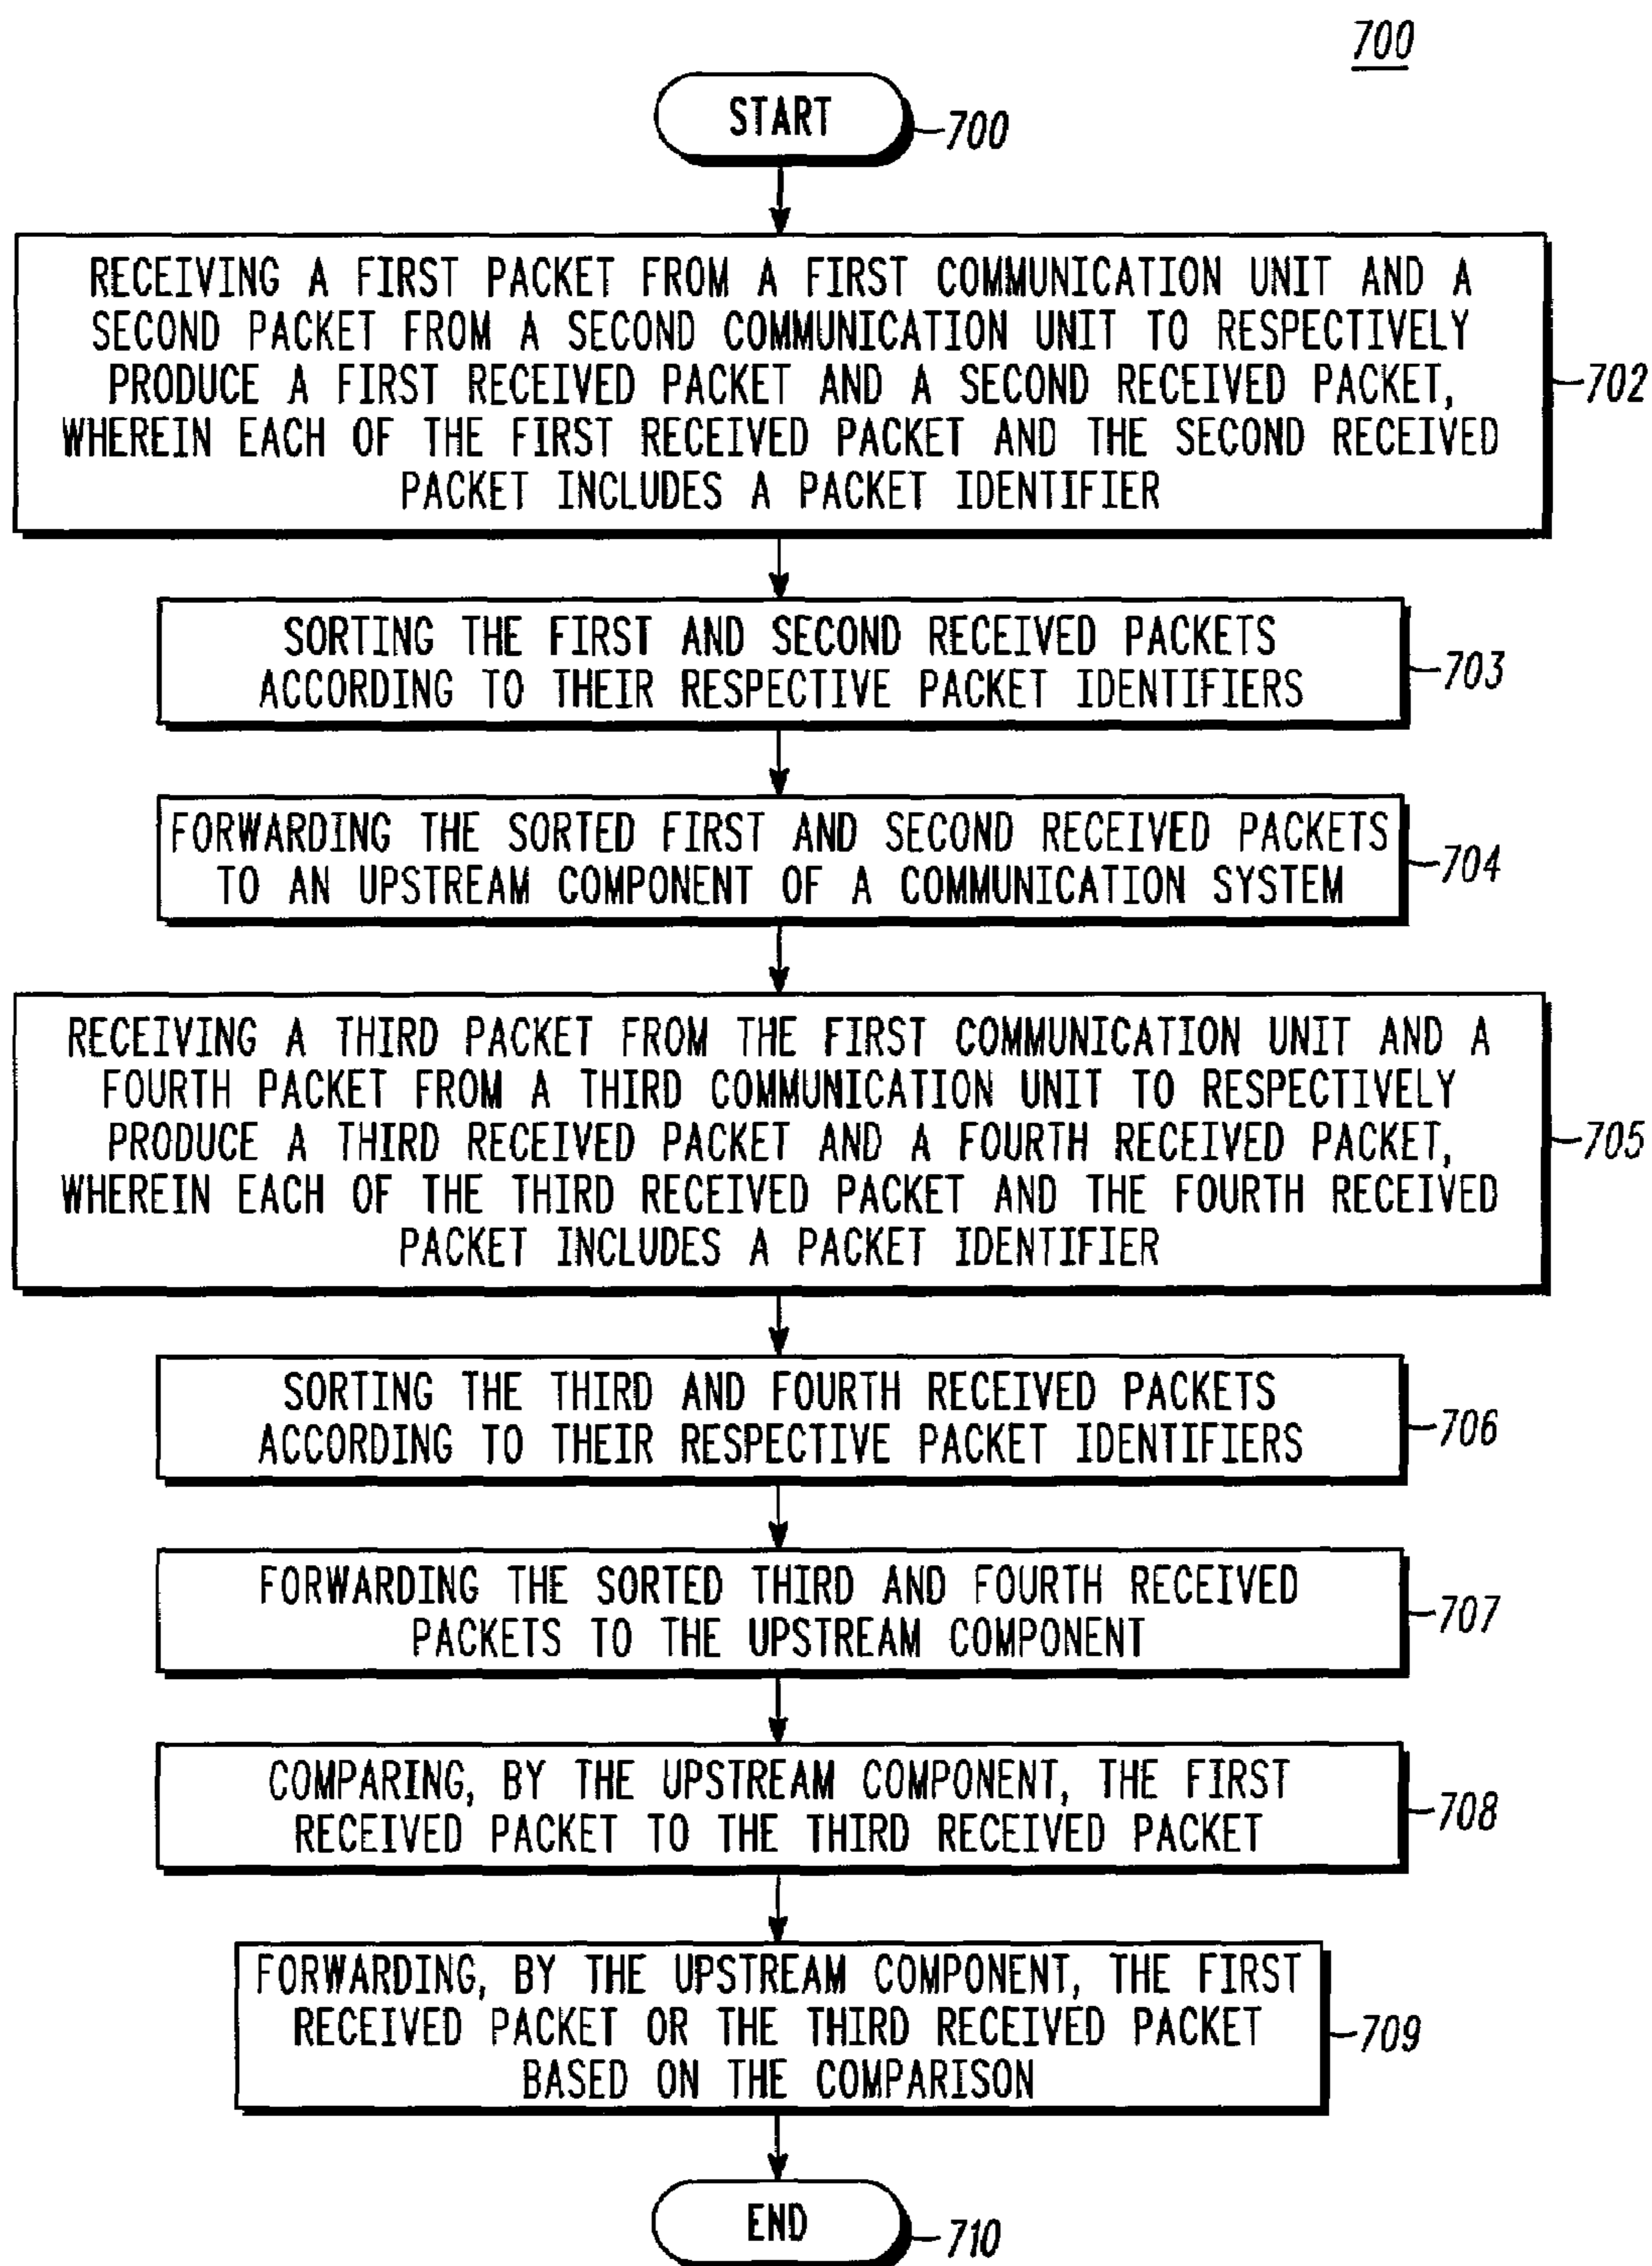 700
START
700
RECEIVING A FIRST PACKET FROM A FIRST COMMUNICATION UNIT AND A
SECOND PACKET FROM A SECOND COMMUNICATION UNIT TO RESPECTIVELY
PRODUCE A FIRST RECEIVED PACKET AND A SECOND RECEIVED PACKET,
WHEREIN EACH OF THE FIRST RECEIVED PACKET AND THE SECOND RECEIVED
PACKET INCLUDES A PACKET IDENTIFIER
702
SORTING THE FIRST AND SECOND RECEIVED PACKETS
ACCORDING TO THEIR RESPECTIVE PACKET IDENTIFIERS
703
FORWARDING THE SORTED FIRST AND SECOND RECEIVED PACKETS
TO AN UPSTREAM COMPONENT OF A COMMUNICATION SYSTEM
704
RECEIVING A THIRD PACKET FROM THE FIRST COMMUNICATION UNIT AND A
FOURTH PACKET FROM A THIRD COMMUNICATION UNIT TO RESPECTIVELY
PRODUCE A THIRD RECEIVED PACKET AND A FOURTH RECEIVED PACKET,
WHEREIN EACH OF THE THIRD RECEIVED PACKET AND THE FOURTH RECEIVED
PACKET INCLUDES A PACKET IDENTIFIER
705
SORTING THE THIRD AND FOURTH RECEIVED PACKETS
ACCORDING TO THEIR RESPECTIVE PACKET IDENTIFIERS
706
FORWARDING THE SORTED THIRD AND FOURTH RECEIVED
PACKETS TO THE UPSTREAM COMPONENT
707
COMPARING, BY THE UPSTREAM COMPONENT, THE FIRST
RECEIVED PACKET TO THE THIRD RECEIVED PACKET
708
FORWARDING, BY THE UPSTREAM COMPONENT, THE FIRST
RECEIVED PACKET OR THE THIRD RECEIVED PACKET
BASED ON THE COMPARISON
709
END
710